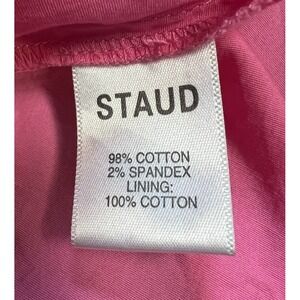 STAUD
98% COTTON
2% SPANDEX
LINING:
100% COTTON